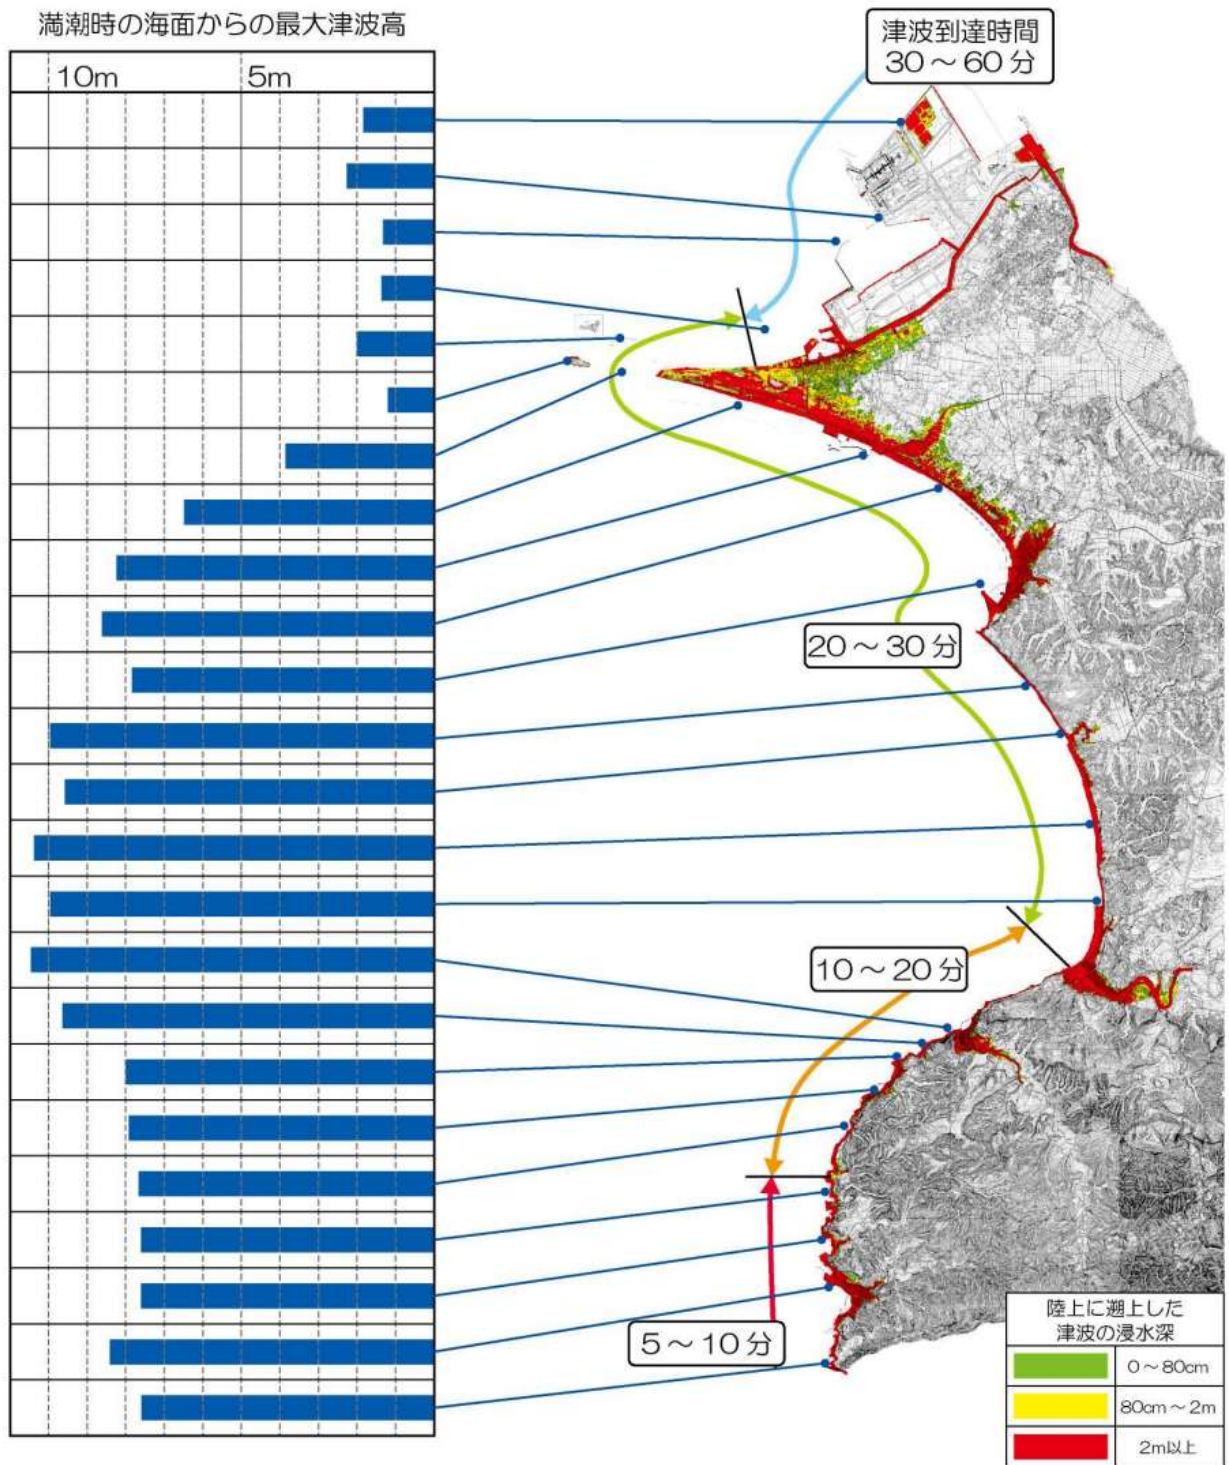 満潮時の海面からの最大津波高
10m
5m
津波到達時間
30～60分
20～30分
10～20分
5～10分
陸上に遡上した
津波の浸水深
0～80cm
80cm～2m
2m以上